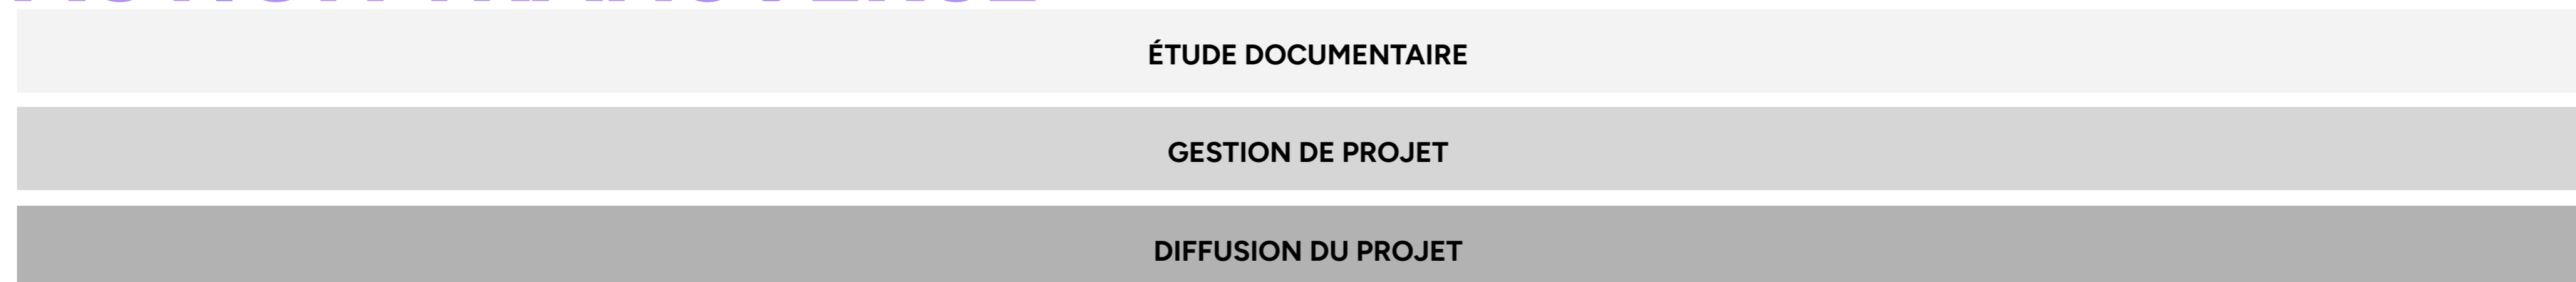 ÉTUDE DOCUMENTAIRE
GESTION DE PROJET
DIFFUSION DU PROJET